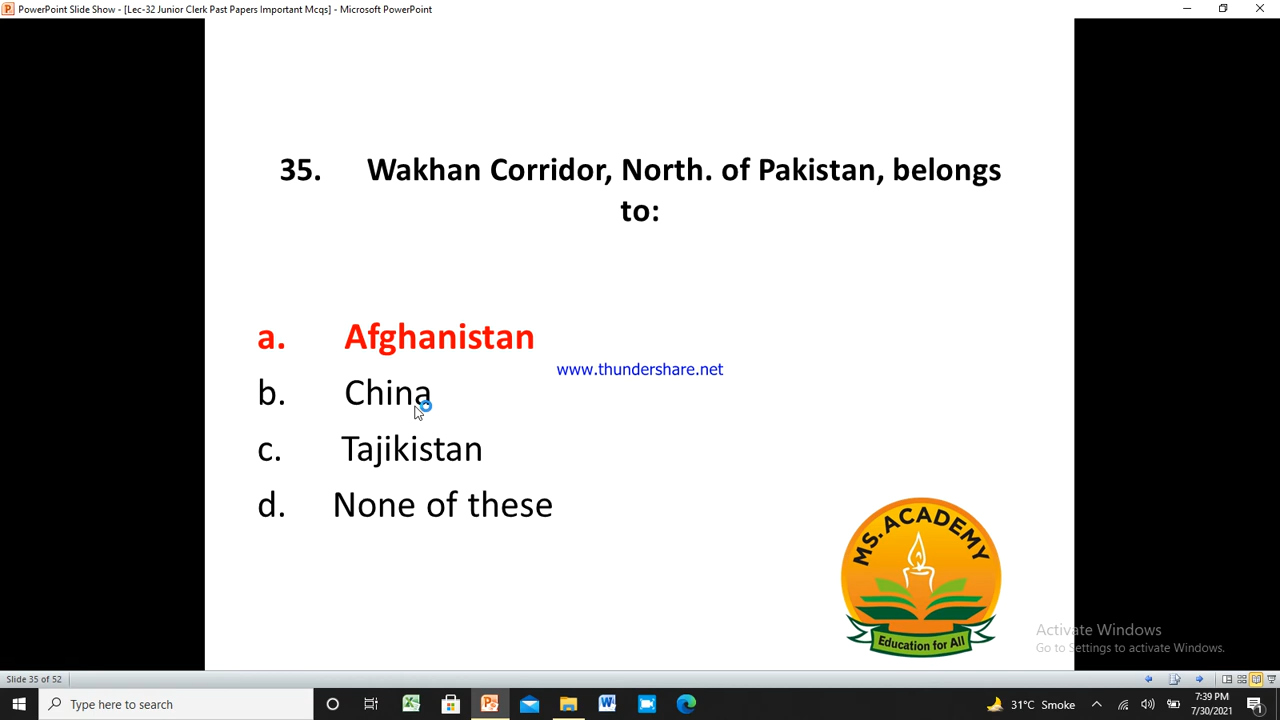 PowerPoint Slide Show - [Lec-32 Junior Clerk Past Papers Important Mcqs] - Microsoft PowerPoint
35. Wakhan Corridor, North. of Pakistan, belongs
to:
a. Afghanistan
www.thundershare.net
b. China
c. Tajikistan
d. None of these
MS.ACADEMY
Education for All
Activate Windows
Go to Settings to activate Windows.
Slide 35 of 52
Type here to search
31°C Smoke
7:39 PM
7/30/2021
1